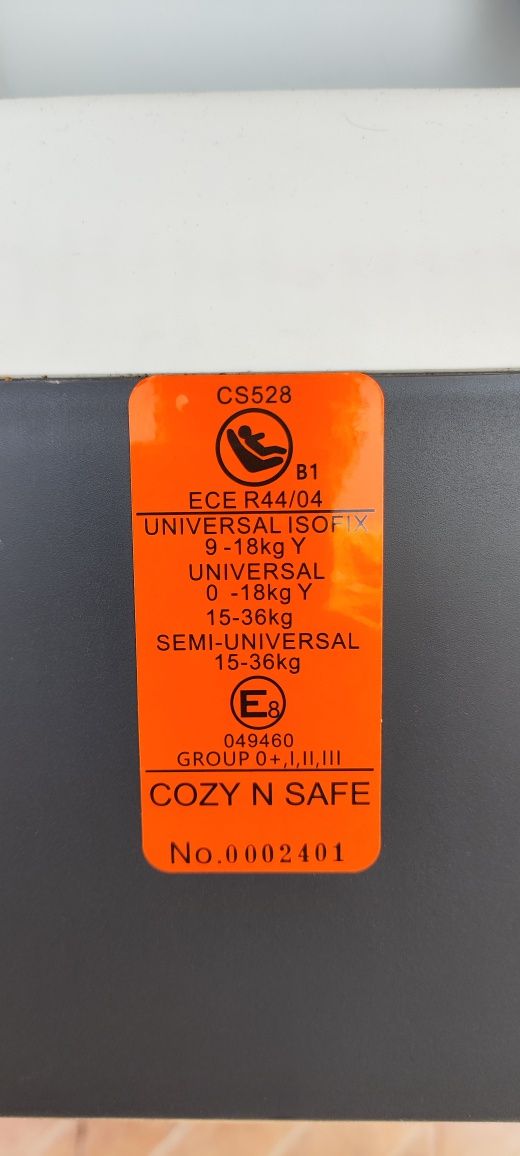 CS528
B1
ECE R44/04
UNIVERSAL ISOFIX
9 -18kg Y
UNIVERSAL
0 -18kg Y
15-36kg
SEMI-UNIVERSAL
15-36kg
E8
049460
GROUP 0+,I,II,III
COZY N SAFE
No.0002401